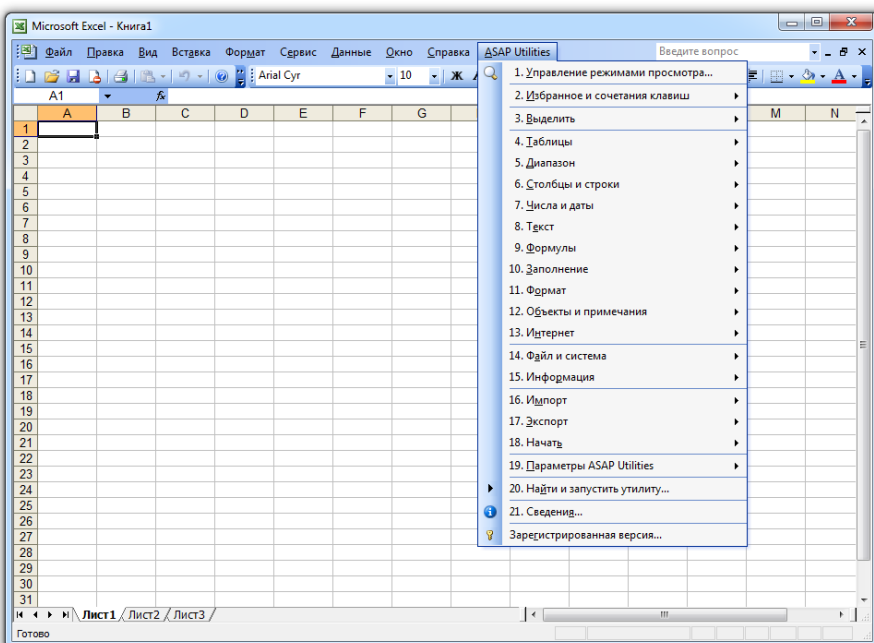 Microsoft Excel - Книга1
Файл Правка Вид Вставка Формат Сервис Данные Окно Справка ASAP Utilities Введите вопрос
Arial Cyr 10 Ж
A1 fx
A B C D E F G M N
1
2
3
4
5
6
7
8
9
10
11
12
13
14
15
16
17
18
19
20
21
22
23
24
25
26
27
28
29
30
31
1. Управление режимами просмотра...
2. Избранное и сочетания клавиш
3. Выделить
4. Таблицы
5. Диапазон
6. Столбцы и строки
7. Числа и даты
8. Текст
9. Формулы
10. Заполнение
11. Формат
12. Объекты и примечания
13. Интернет
14. Файл и система
15. Информация
16. Импорт
17. Экспорт
18. Начать
19. Параметры ASAP Utilities
20. Найти и запустить утилиту...
21. Сведения...
Зарегистрированная версия...
Лист1 Лист2 Лист3
Готово